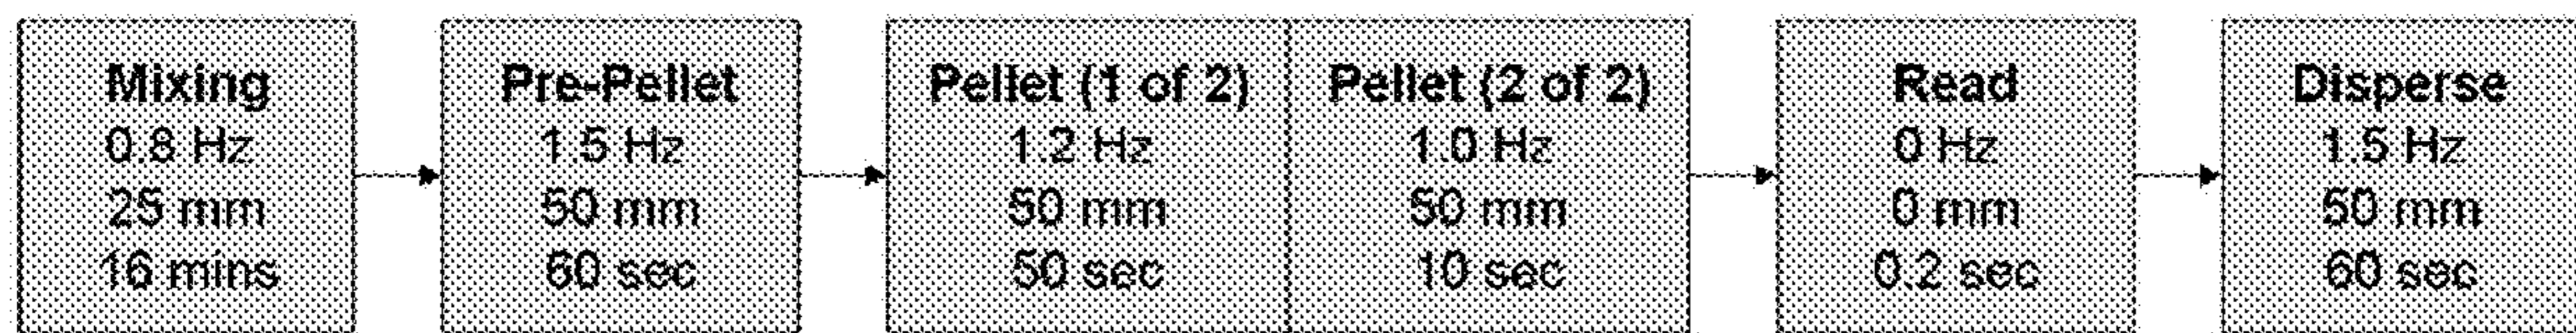 Mixing
0.8 Hz
25 mm
16 mins
Pre-Pellet
1.5 Hz
50 mm
60 sec
Pellet (1 of 2)
1.2 Hz
50 mm
50 sec
Pellet (2 of 2)
1.0 Hz
50 mm
10 sec
Read
0 Hz
0 mm
0.2 sec
Disperse
1.5 Hz
50 mm
60 sec